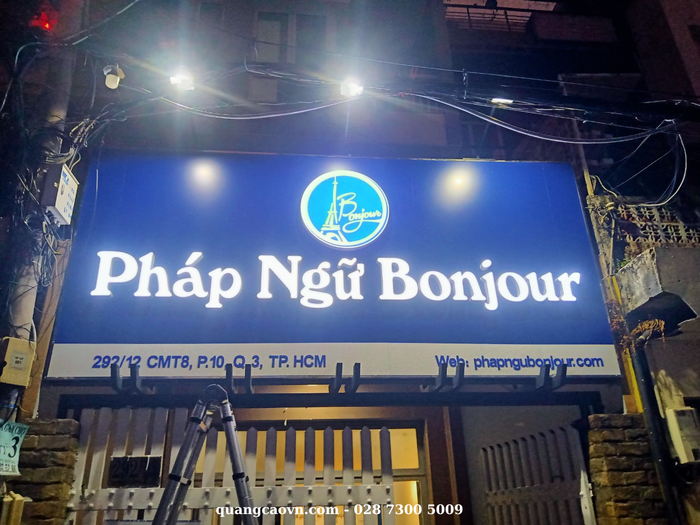 Bonjour
Pháp Ngữ Bonjour
292/12 CMT8, P.10, Q.3, TP. HCM
Web: phapngubonjour.com
quangcaovn.com - 028 7300 5009